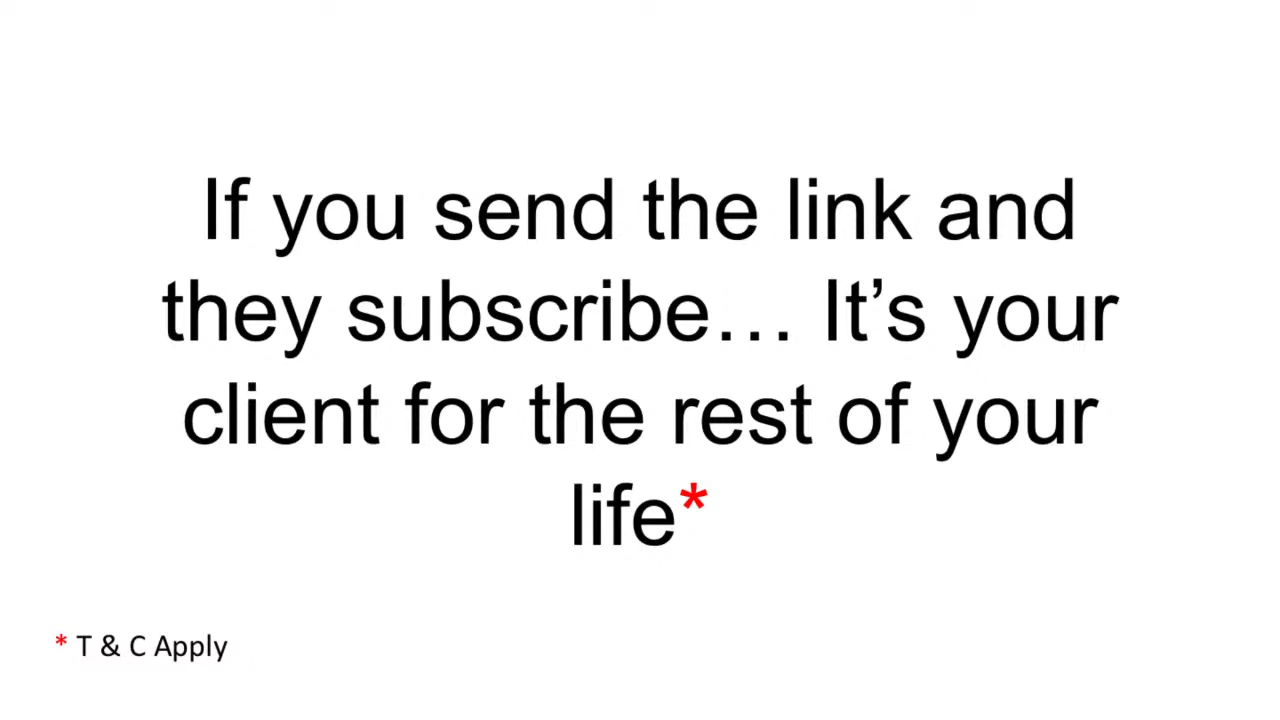 If you send the link and
they subscribe… It’s your
client for the rest of your
life*
* T & C Apply